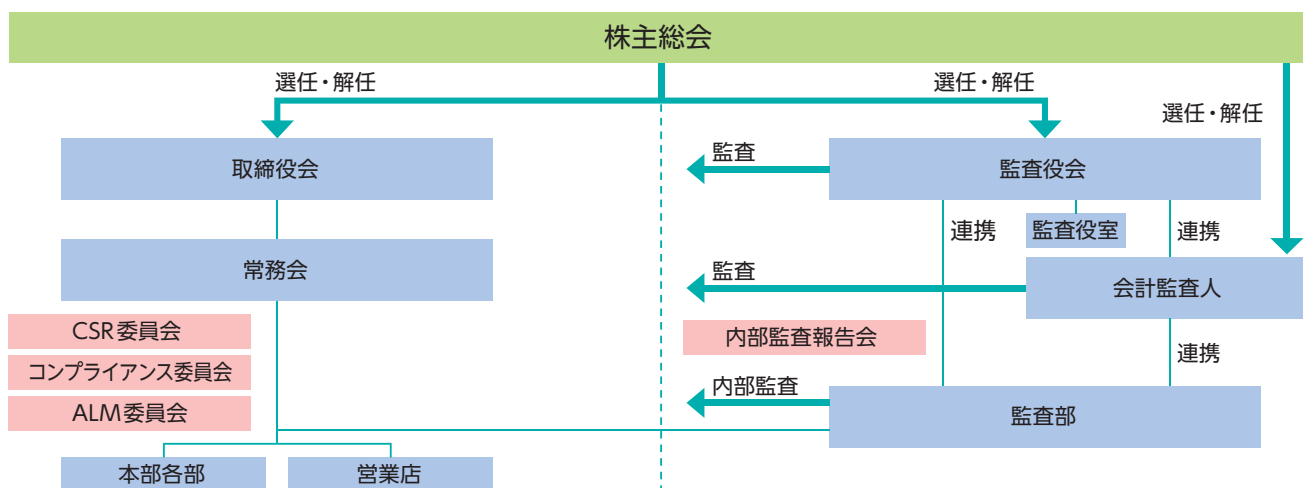 株主総会
選任・解任
選任・解任
選任・解任
取締役会
監査
監査役会
連携
監査役室
連携
常務会
監査
会計監査人
CSR委員会
内部監査報告会
連携
コンプライアンス委員会
内部監査
ALM委員会
監査部
本部各部
営業店